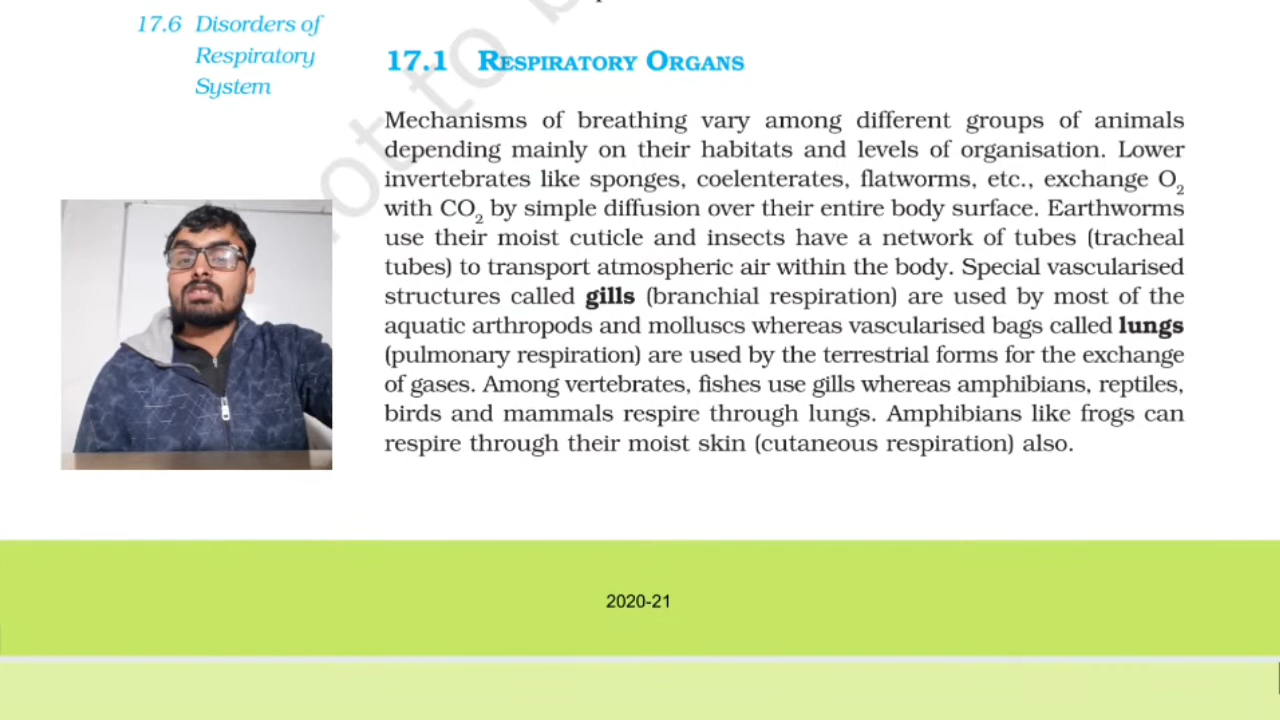 17.6 Disorders of
Respiratory
System
17.1 RESPIRATORY ORGANS
Mechanisms of breathing vary among different groups of animals
depending mainly on their habitats and levels of organisation. Lower
invertebrates like sponges, coelenterates, flatworms, etc., exchange O₂
with CO₂ by simple diffusion over their entire body surface. Earthworms
use their moist cuticle and insects have a network of tubes (tracheal
tubes) to transport atmospheric air within the body. Special vascularised
structures called gills (branchial respiration) are used by most of the
aquatic arthropods and molluscs whereas vascularised bags called lungs
(pulmonary respiration) are used by the terrestrial forms for the exchange
of gases. Among vertebrates, fishes use gills whereas amphibians, reptiles,
birds and mammals respire through lungs. Amphibians like frogs can
respire through their moist skin (cutaneous respiration) also.
2020-21